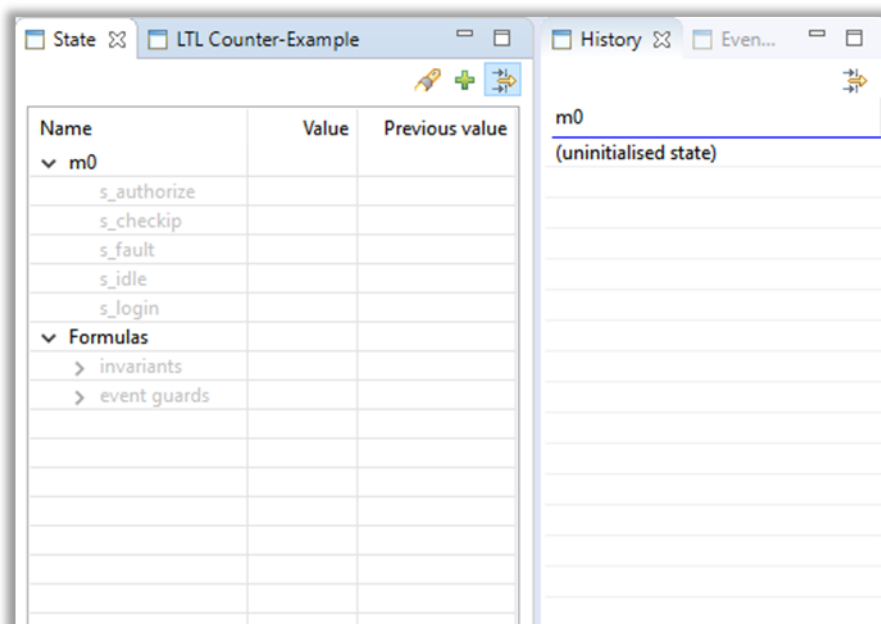 State
LTL Counter-Example
Name Value Previous value
m0
s_authorize
s_checkip
s_fault
s_idle
s_login
Formulas
invariants
event guards
History
Even...
m0
(uninitialised state)